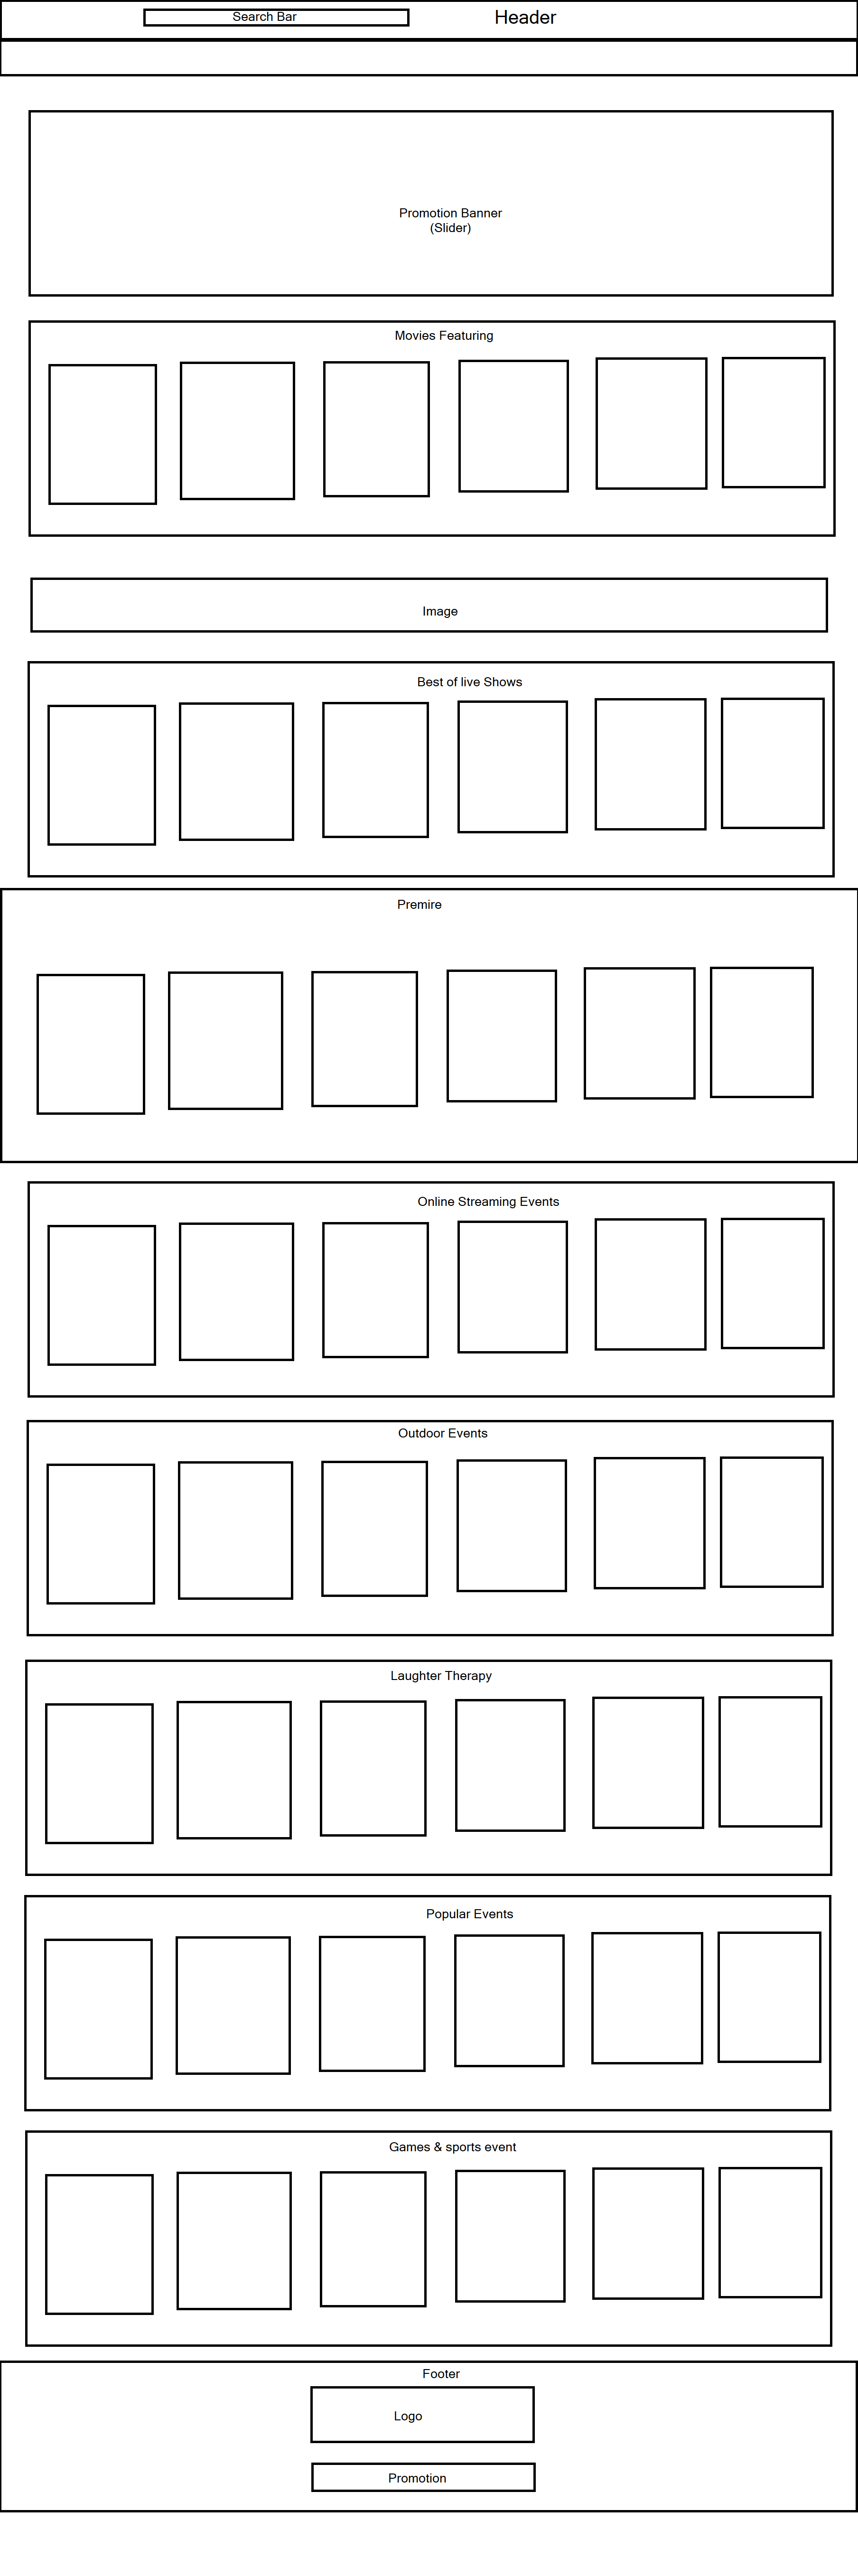 Search Bar
Header
Promotion Banner
(Slider)
Movies Featuring
Image
Best of live Shows
Premire
Online Streaming Events
Outdoor Events
Laughter Therapy
Popular Events
Games & sports event
Footer
Logo
Promotion